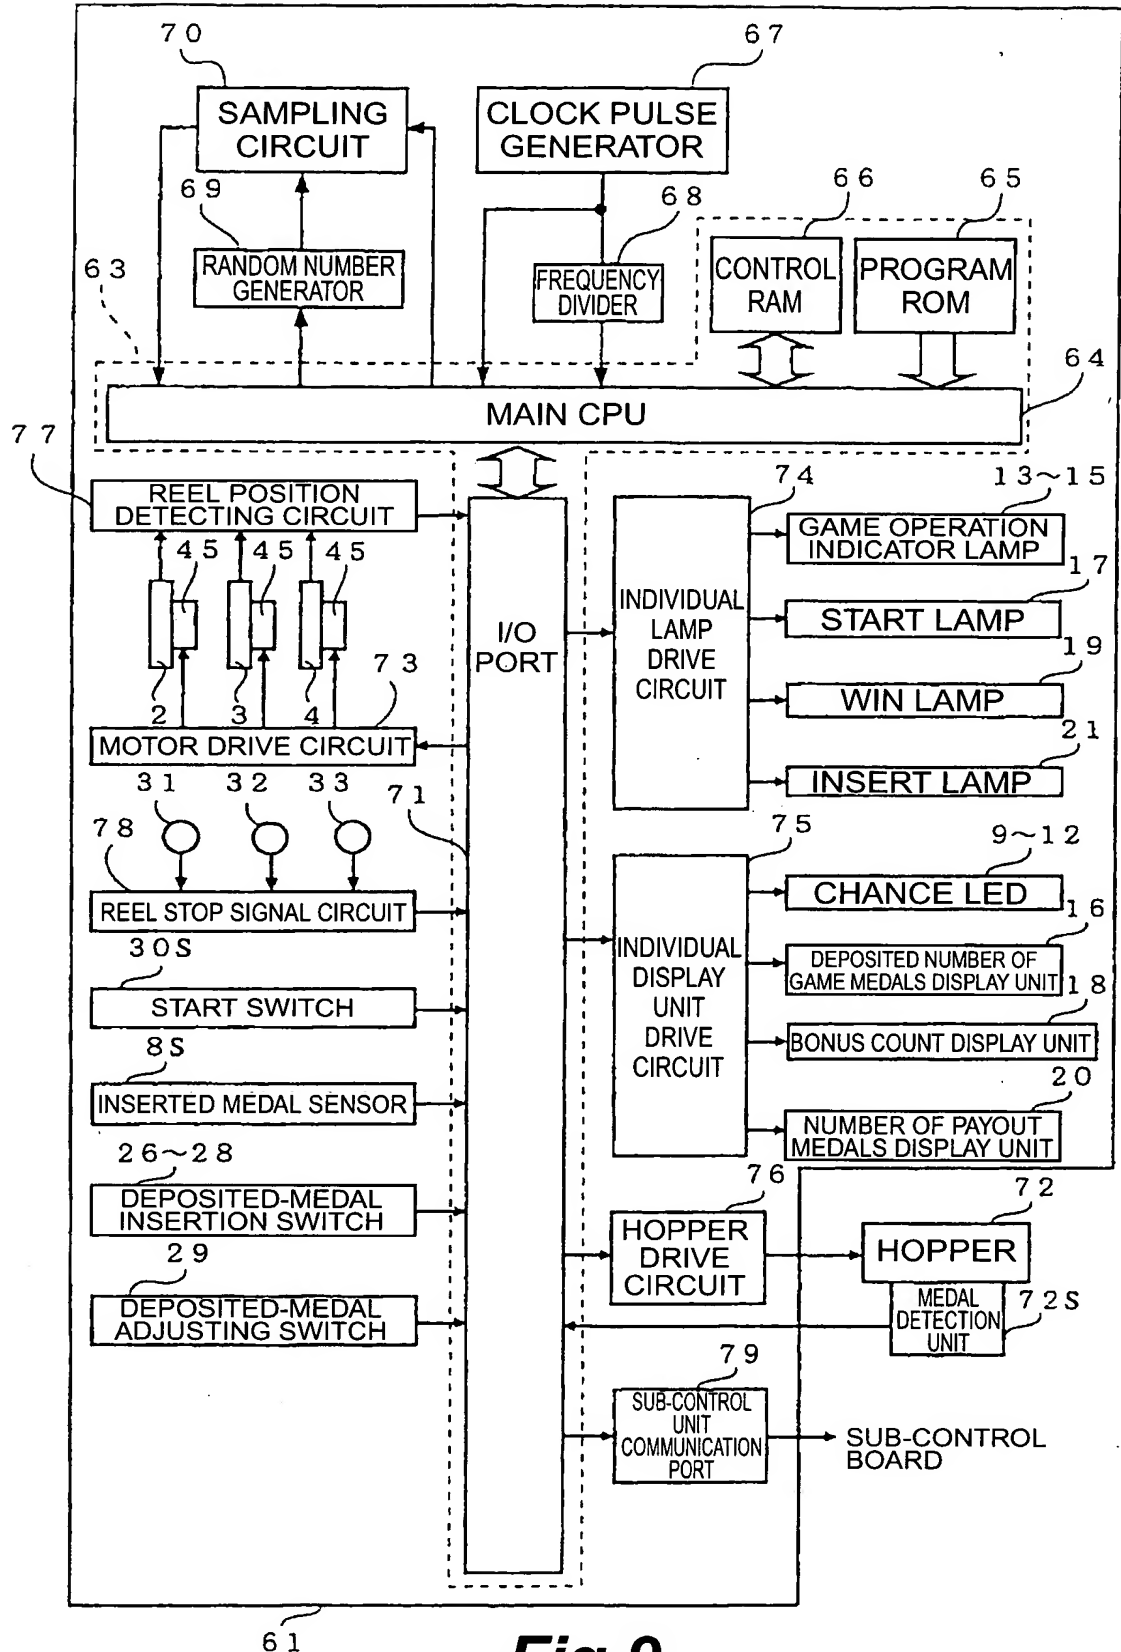 70
67
SAMPLING
CIRCUIT
CLOCK PULSE
GENERATOR
69
68
66
65
63
RANDOM NUMBER
GENERATOR
FREQUENCY
DIVIDER
CONTROL
RAM
PROGRAM
ROM
64
MAIN CPU
77
REEL POSITION
DETECTING CIRCUIT
45
45
45
2
3
4
73
MOTOR DRIVE CIRCUIT
31
32
33
71
78
REEL STOP SIGNAL CIRCUIT
30S
START SWITCH
8S
INSERTED MEDAL SENSOR
26~28
DEPOSITED-MEDAL
INSERTION SWITCH
29
DEPOSITED-MEDAL
ADJUSTING SWITCH
I/O
PORT
74
INDIVIDUAL
LAMP
DRIVE
CIRCUIT
13~15
GAME OPERATION
INDICATOR LAMP
17
START LAMP
19
WIN LAMP
21
INSERT LAMP
75
INDIVIDUAL
DISPLAY
UNIT
DRIVE
CIRCUIT
9~12
CHANCE LED
16
DEPOSITED NUMBER OF
GAME MEDALS DISPLAY UNIT
18
BONUS COUNT DISPLAY UNIT
20
NUMBER OF PAYOUT
MEDALS DISPLAY UNIT
76
HOPPER
DRIVE
CIRCUIT
72
HOPPER
MEDAL
DETECTION
UNIT
72S
79
SUB-CONTROL
UNIT
COMMUNICATION
PORT
SUB-CONTROL
BOARD
61
Fig.9